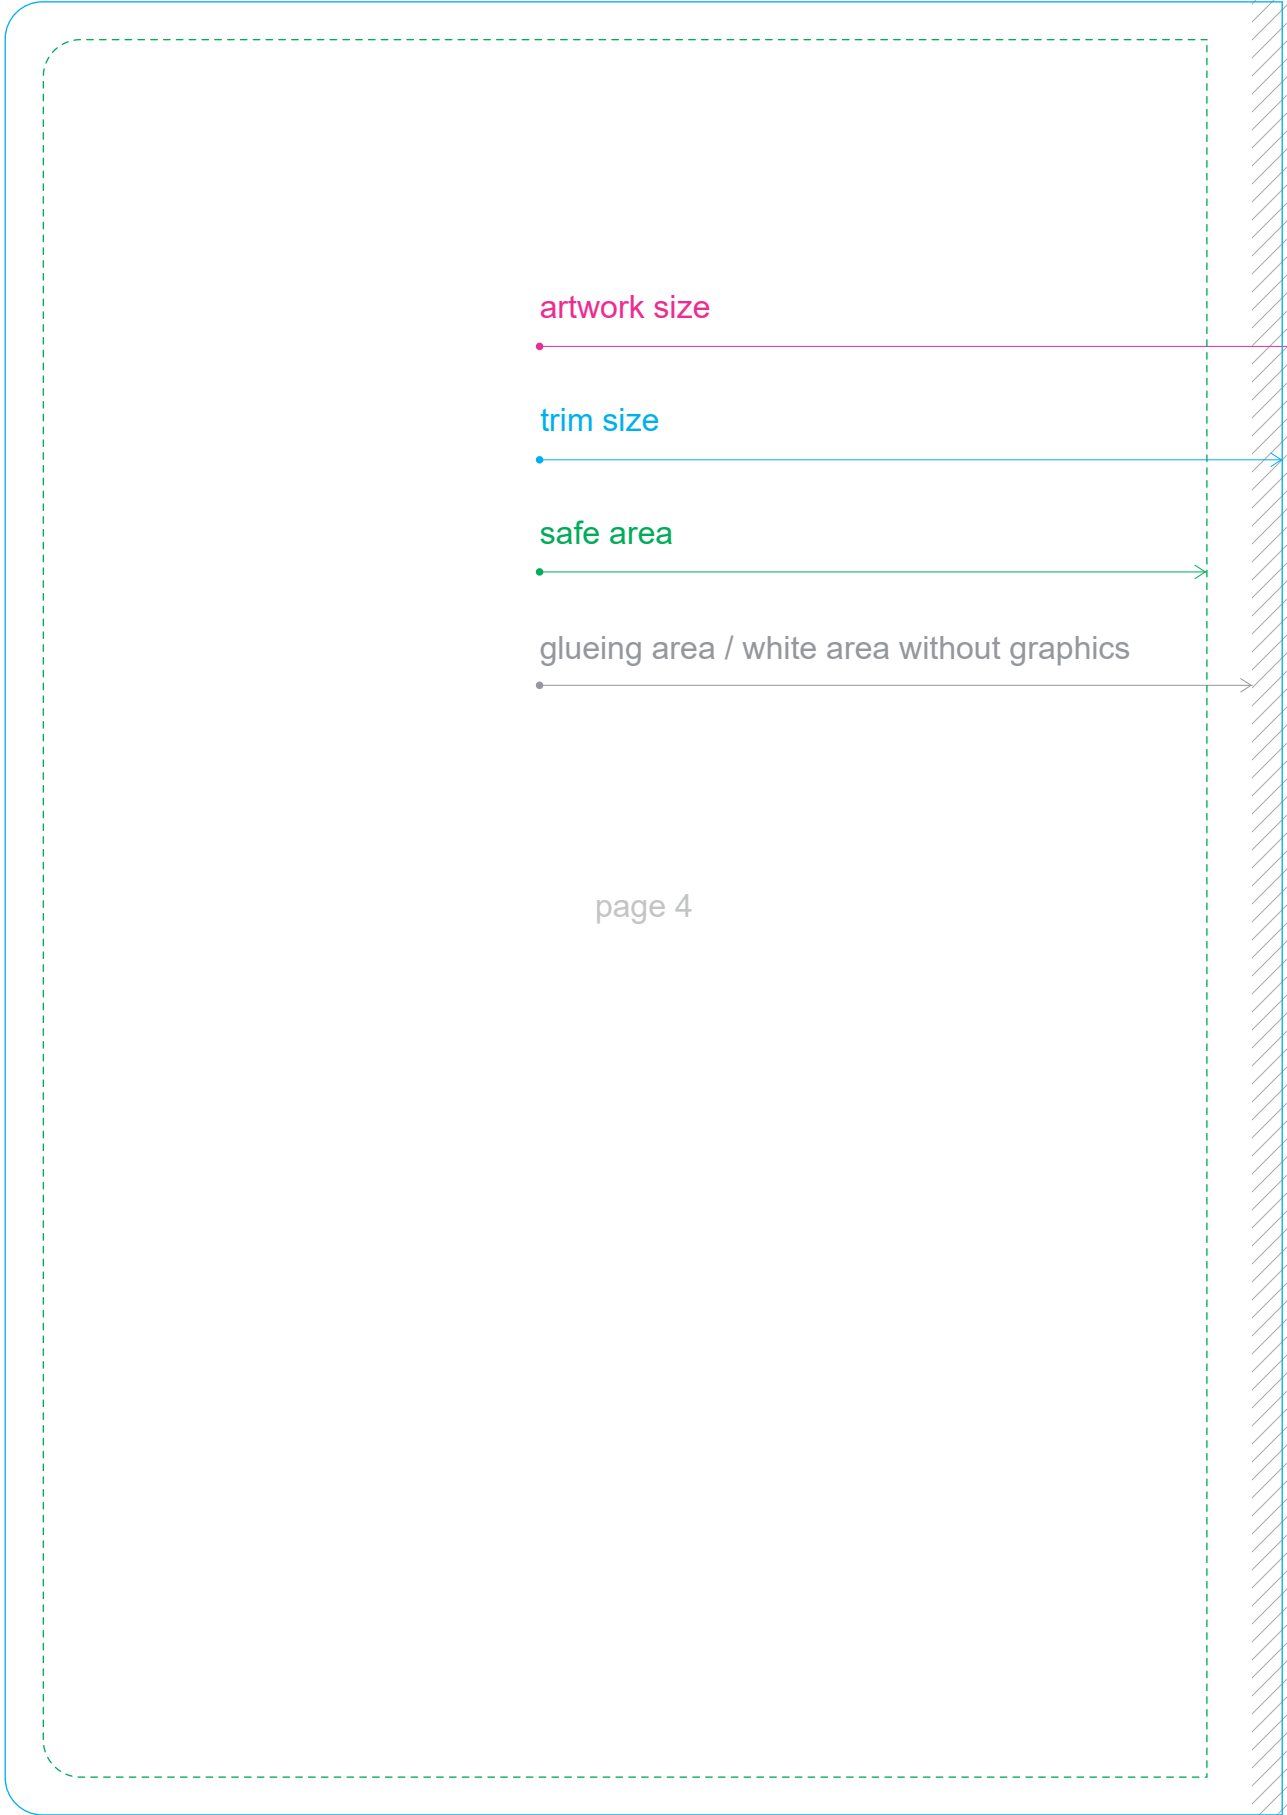 artwork size
trim size
safe area
glueing area / white area without graphics
page 4